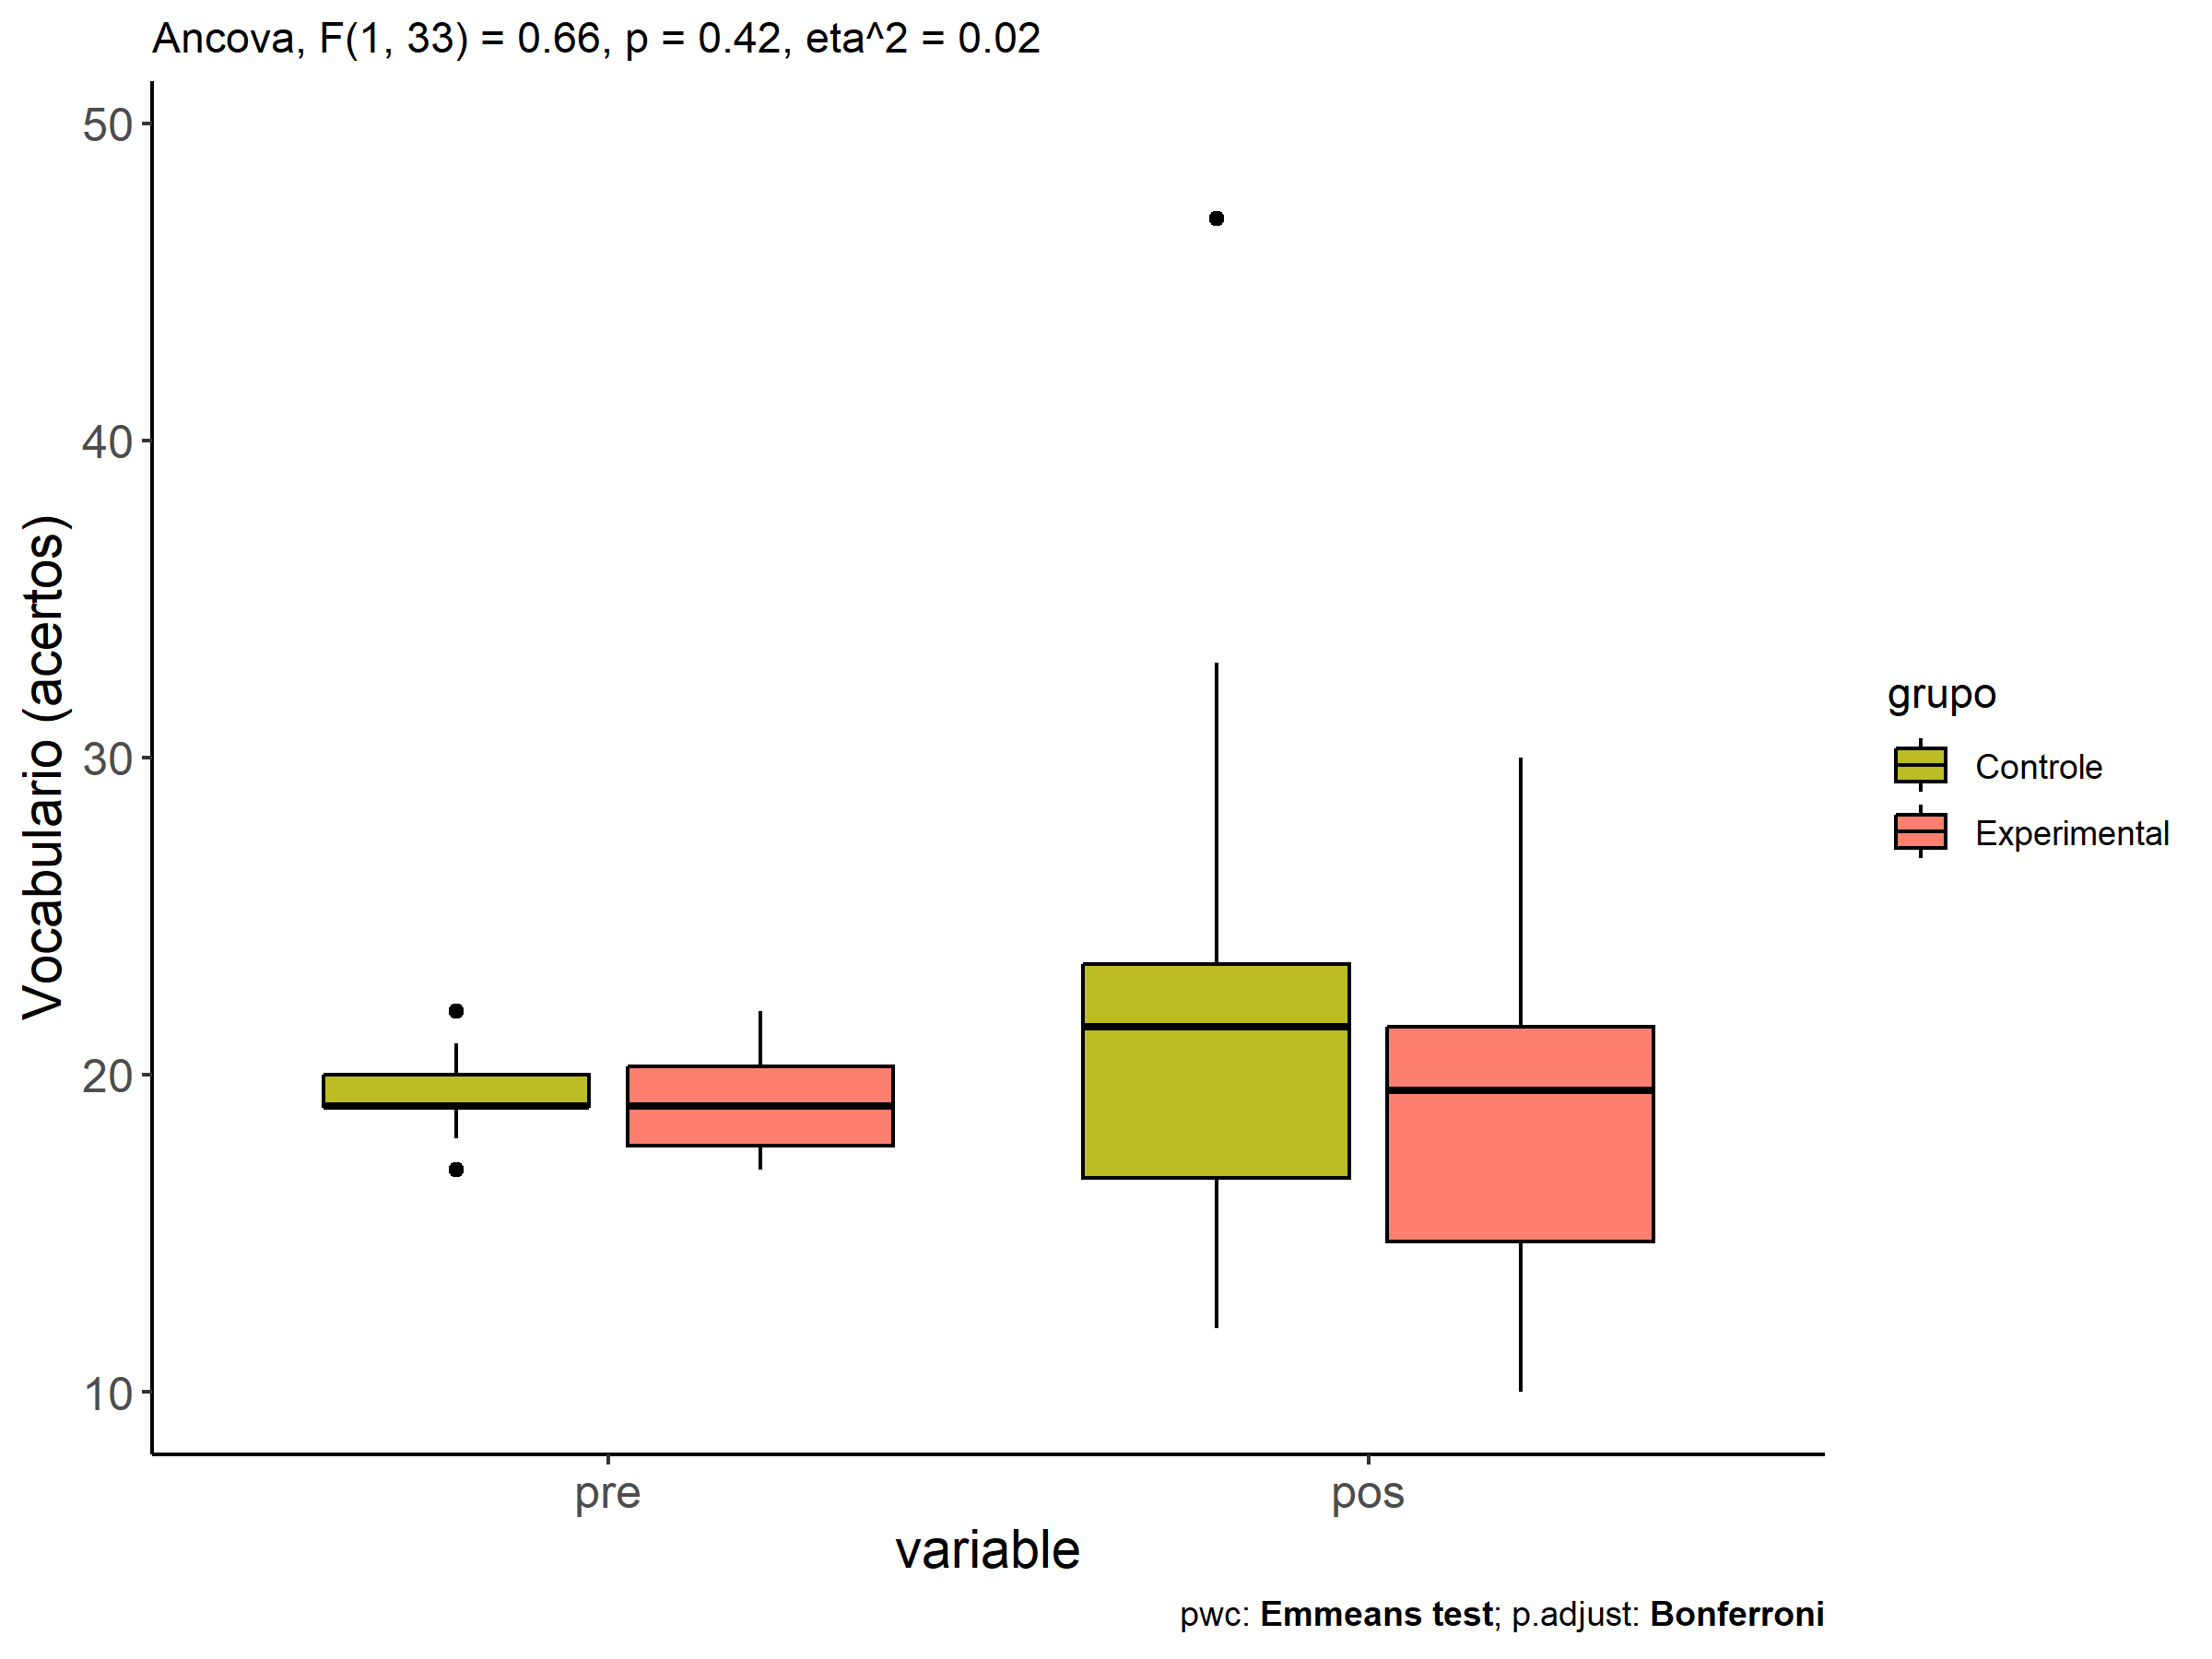 Ancova, F(1, 33) = 0.66, p = 0.42, eta^2 = 0.02
50
40
30
20
10
Vocabulario (acertos)
pre
pos
variable
grupo
Controle
Experimental
pwc: Emmeans test; p.adjust: Bonferroni